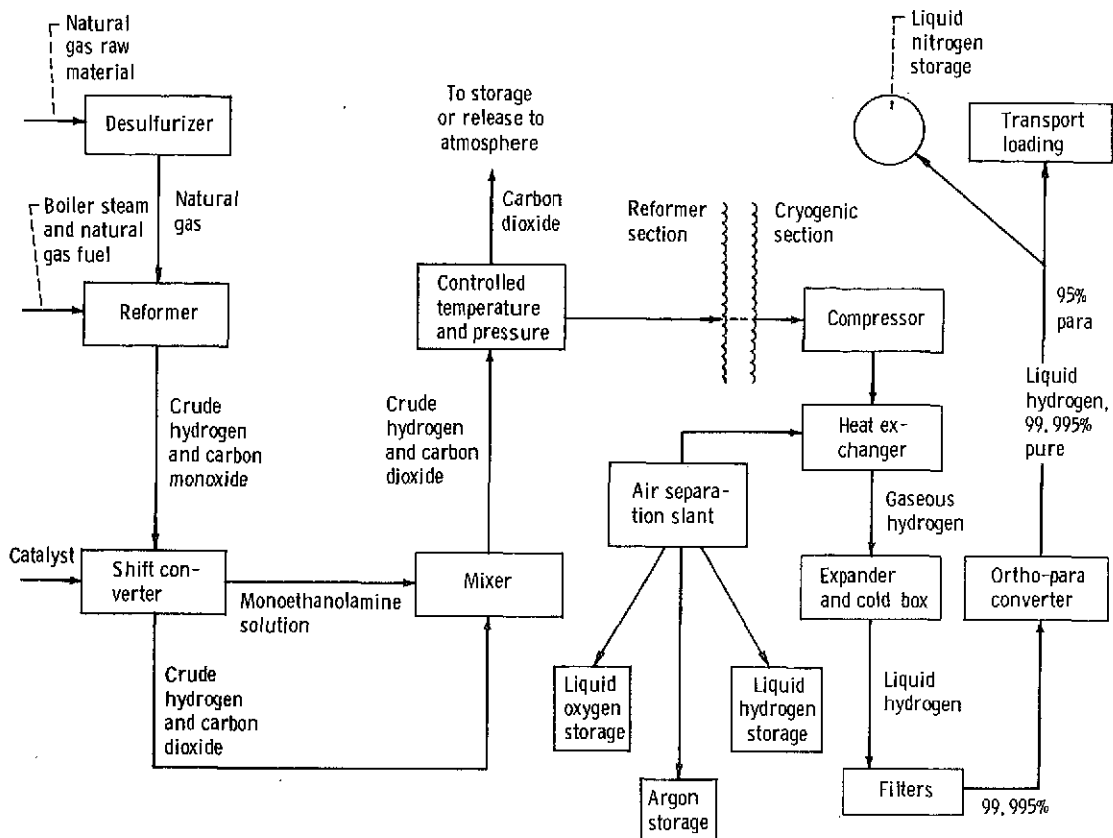 Natural
gas raw
material
Desulfurizer
Boiler steam
and natural
gas fuel
Natural
gas
Reformer
Crude
hydrogen
and carbon
monoxide
Catalyst
Shift con-
verter
Monoethanolamine
solution
Crude
hydrogen
and carbon
dioxide
Mixer
Crude
hydrogen
and carbon
dioxide
Controlled
temperature
and pressure
Carbon
dioxide
To storage
or release to
atmosphere
Reformer
section
Cryogenic
section
Compressor
Heat ex-
changer
Air separa-
tion slant
Liquid
oxygen
storage
Argon
storage
Liquid
hydrogen
storage
Gaseous
hydrogen
Expander
and cold box
Liquid
hydrogen
Filters
99.995%
Ortho-para
converter
Liquid
hydrogen,
99.995%
pure
95%
para
Liquid
nitrogen
storage
Transport
loading